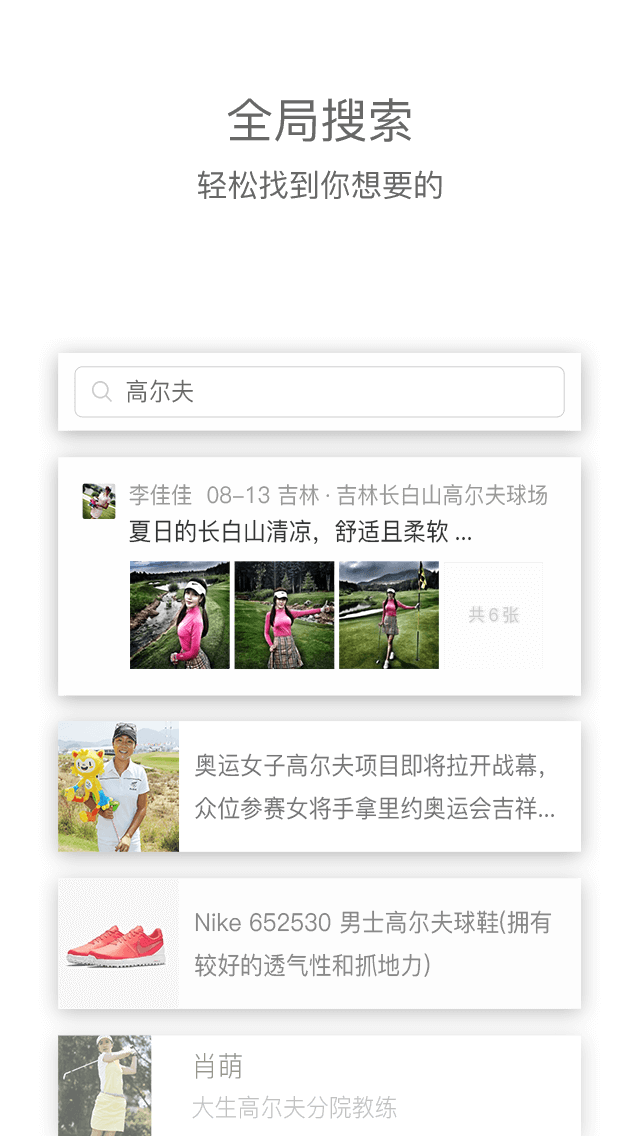 全局搜索
轻松找到你想要的
高尔夫
李佳佳 08-13 吉林 · 吉林长白山高尔夫球场
夏日的长白山清凉，舒适且柔软 ...
共 6 张
奥运女子高尔夫项目即将拉开战幕，
众位参赛女将手拿里约奥运会吉祥...
Nike 652530 男士高尔夫球鞋(拥有
较好的透气性和抓地力)
肖萌
大生高尔夫分院教练